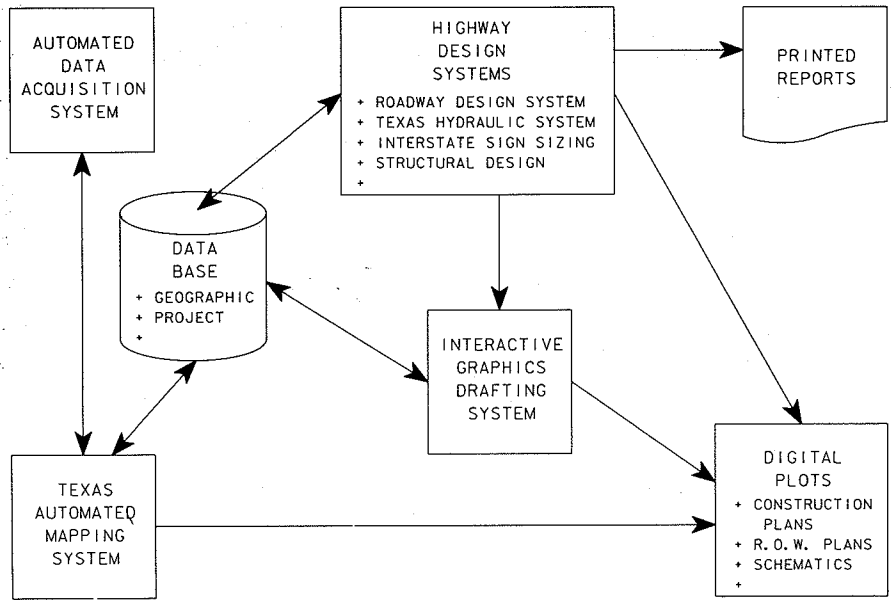 AUTOMATED
DATA
ACQUISITION
SYSTEM
HIGHWAY
DESIGN
SYSTEMS
+ ROADWAY DESIGN SYSTEM
+ TEXAS HYDRAULIC SYSTEM
+ INTERSTATE SIGN SIZING
+ STRUCTURAL DESIGN
+
PRINTED
REPORTS
DATA
BASE
+ GEOGRAPHIC
+ PROJECT
+
INTERACTIVE
GRAPHICS
DRAFTING
SYSTEM
TEXAS
AUTOMATED
MAPPING
SYSTEM
DIGITAL
PLOTS
+ CONSTRUCTION
PLANS
+ R.O.W. PLANS
+ SCHEMATICS
+